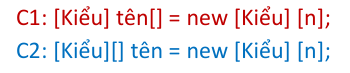 C1: [Kiểu] tên[] = new [Kiểu] [n];
C2: [Kiểu][] tên = new [Kiểu] [n];